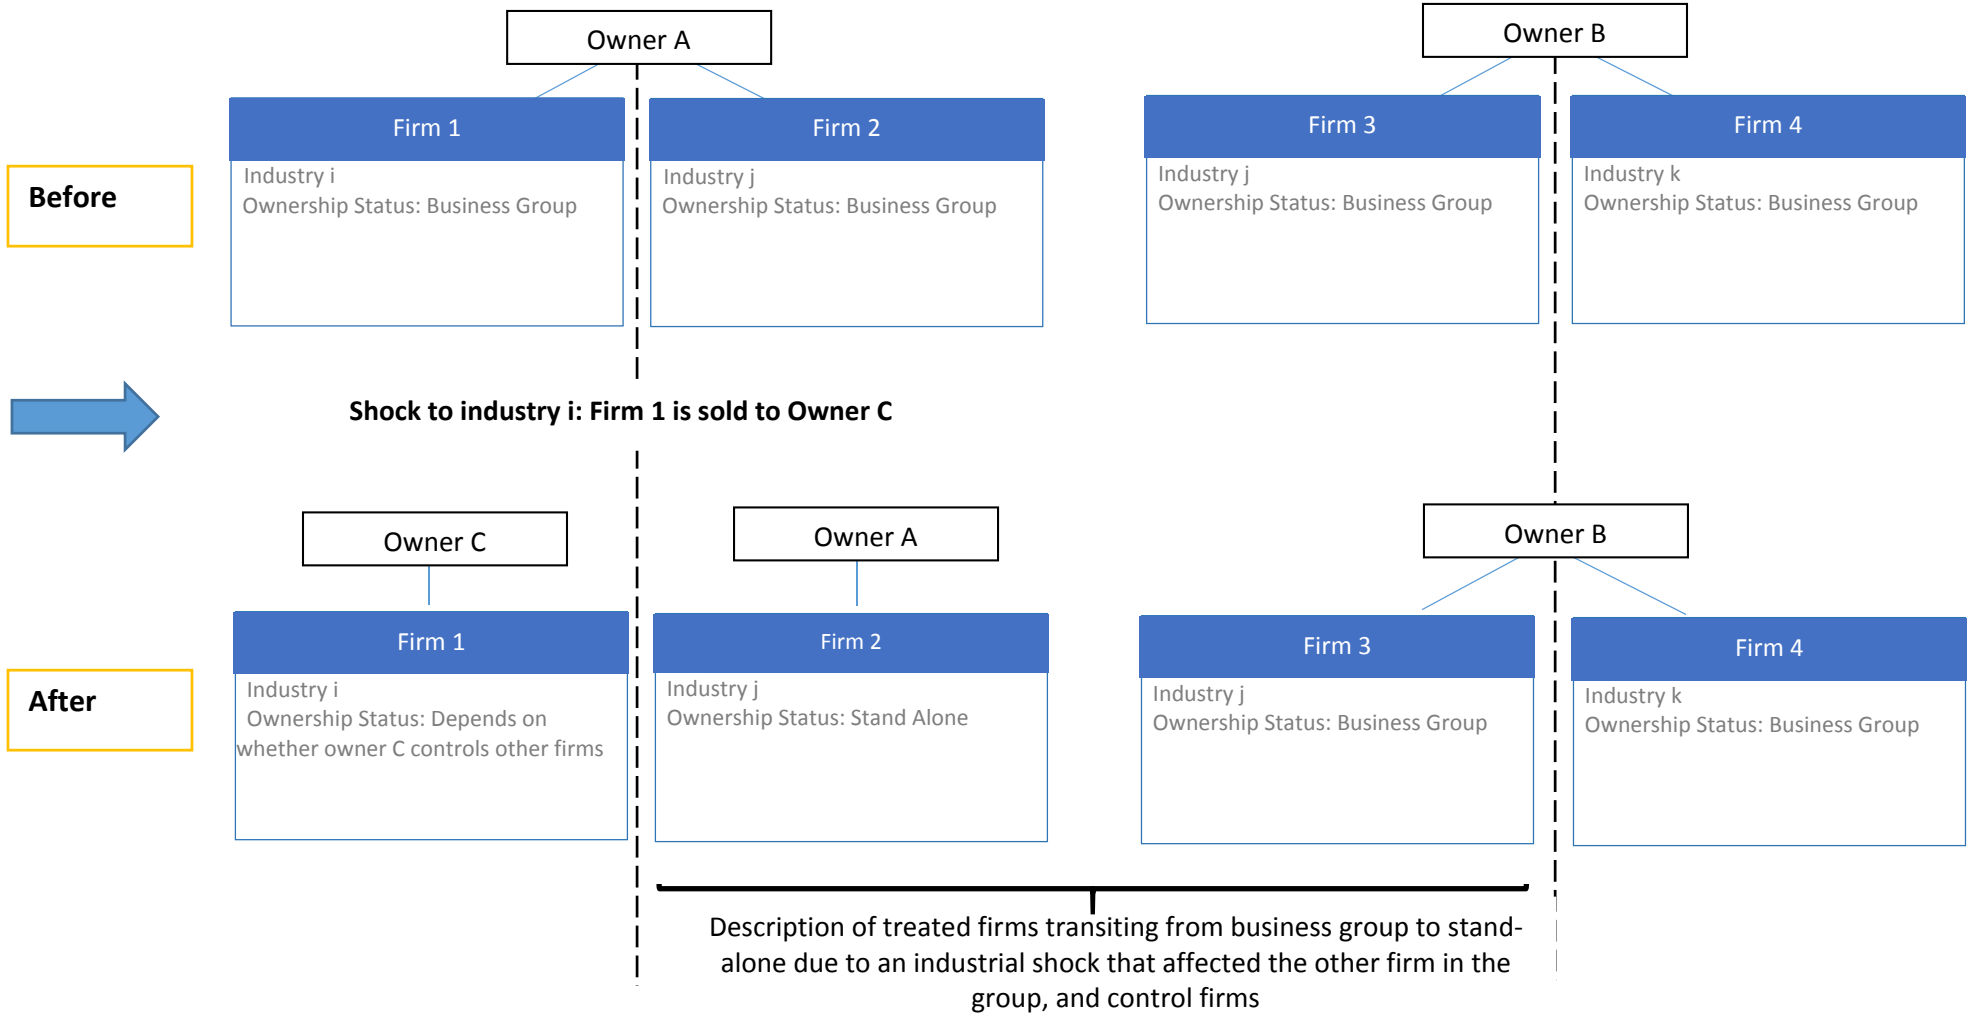 Owner A
Owner B
Firm 1
Firm 2
Firm 3
Firm 4
Before
Industry i
Ownership Status: Business Group
Industry j
Ownership Status: Business Group
Industry j
Ownership Status: Business Group
Industry k
Ownership Status: Business Group
Shock to industry i: Firm 1 is sold to Owner C
Owner C
Owner A
Owner B
Firm 1
Firm 2
Firm 3
Firm 4
After
Industry i
Ownership Status: Depends on
whether owner C controls other firms
Industry j
Ownership Status: Stand Alone
Industry j
Ownership Status: Business Group
Industry k
Ownership Status: Business Group
Description of treated firms transiting from business group to stand-
alone due to an industrial shock that affected the other firm in the
group, and control firms